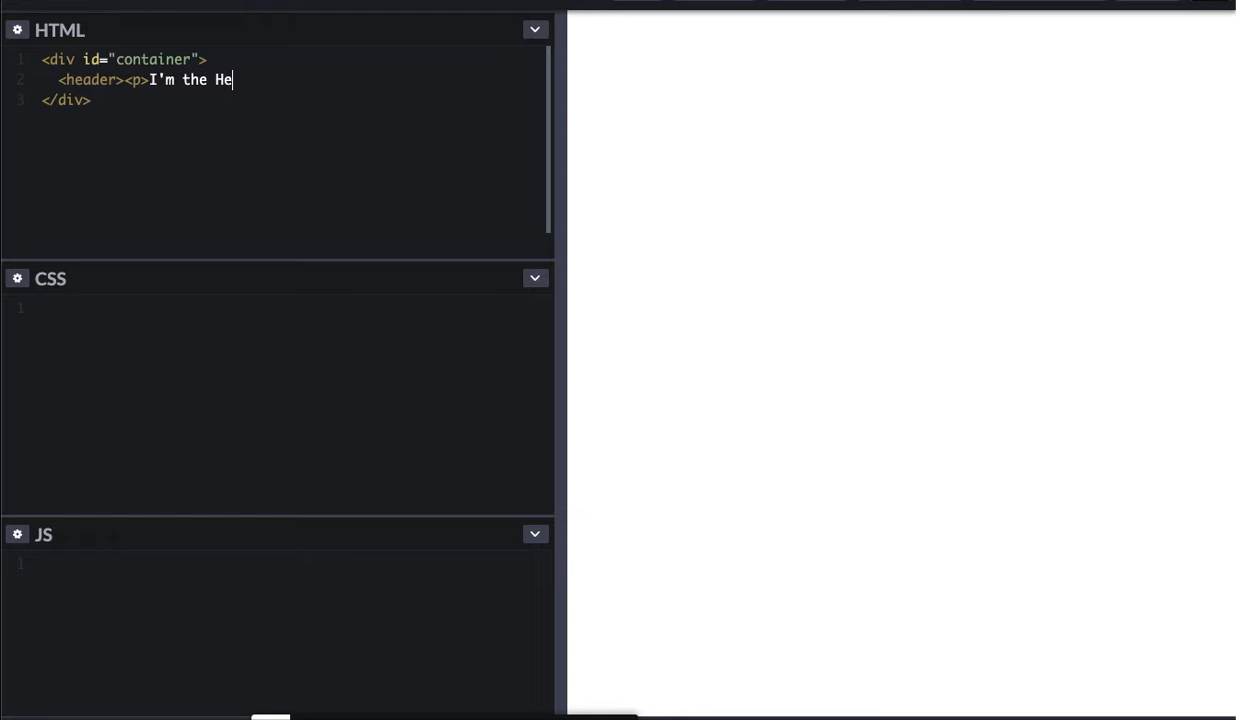 HTML
1 <div id="container">
2 <header><p>I'm the He
3 </div>
CSS
1
JS
1